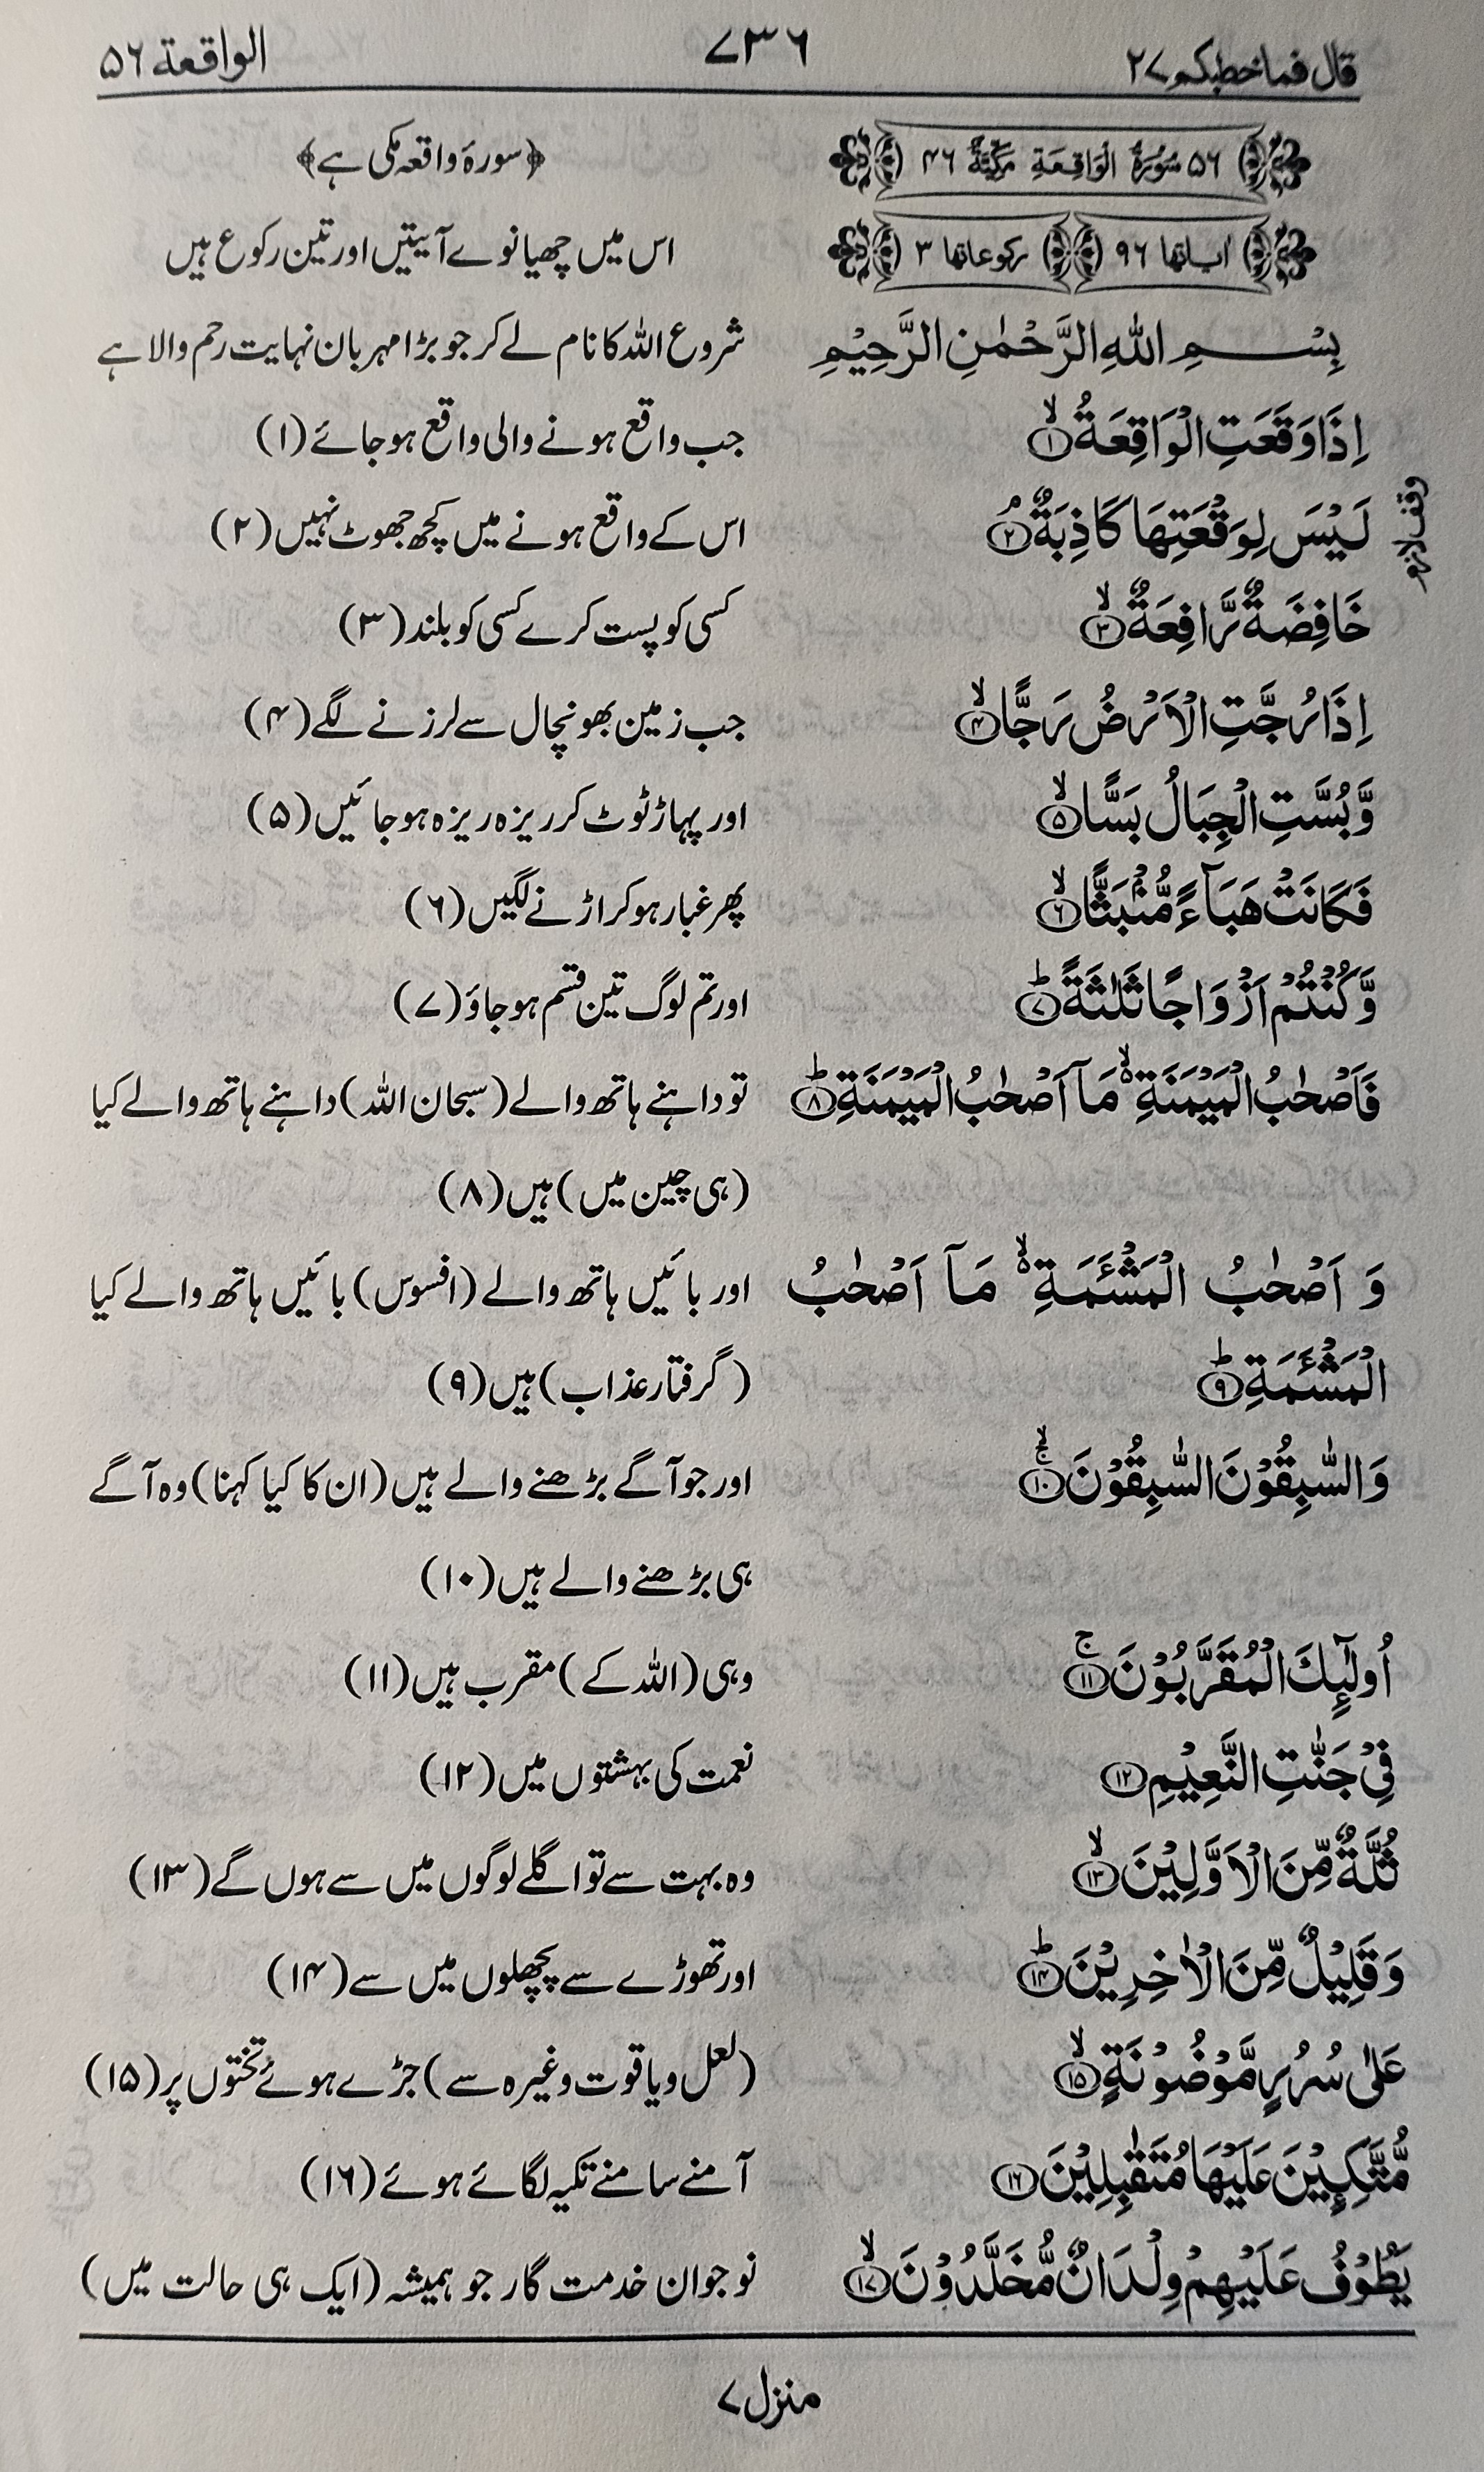 قال فما خطبکم ۲۷
۷۳۶
الواقعة ۵۶
۵۶ سُوْرَةُ الْوَاقِعَةِ مَكِّيَّةٌ ۴۶
﴿سورۂ واقعہ مکی ہے﴾
اٰیاتها ۹۶ رکوعاتها ۳
اس میں چھیانوے آیتیں اور تین رکوع ہیں
بِسْمِ اللّٰهِ الرَّحْمٰنِ الرَّحِيْمِ
شروع اللہ کا نام لے کر جو بڑا مہربان نہایت رحم والا ہے
اِذَا وَقَعَتِ الْوَاقِعَةُ ۙ۱
جب واقع ہونے والی واقع ہو جائے (۱)
وقف لازم
لَيْسَ لِوَقْعَتِهَا كَاذِبَةٌ ۘ۲
اس کے واقع ہونے میں کچھ جھوٹ نہیں (۲)
خَافِضَةٌ رَّافِعَةٌ ۙ۳
کسی کو پست کرے کسی کو بلند (۳)
اِذَا رُجَّتِ الْاَرْضُ رَجًّا ۙ۴
جب زمین بھونچال سے لرزنے لگے (۴)
وَّبُسَّتِ الْجِبَالُ بَسًّا ۙ۵
اور پہاڑ ٹوٹ کر ریزہ ریزہ ہو جائیں (۵)
فَكَانَتْ هَبَآءً مُّنْۢبَثًّا ۙ۶
پھر غبار ہو کر اڑنے لگیں (۶)
وَّكُنْتُمْ اَزْوَاجًا ثَلٰثَةً ؕ۷
اور تم لوگ تین قسم ہو جاؤ (۷)
فَاَصْحٰبُ الْمَيْمَنَةِ ۙ۬ مَاۤ اَصْحٰبُ الْمَيْمَنَةِ ؕ۸
تو داہنے ہاتھ والے (سبحان اللہ) داہنے ہاتھ والے کیا
(ہی چین میں) ہیں (۸)
وَ اَصْحٰبُ الْمَشْـَٔمَةِ ۙ۬ مَاۤ اَصْحٰبُ
اور بائیں ہاتھ والے (افسوس) بائیں ہاتھ والے کیا
الْمَشْـَٔمَةِ ؕ۹
(گرفتار عذاب) ہیں (۹)
وَالسّٰبِقُوْنَ السّٰبِقُوْنَ ۚۙ۱۰
اور جو آگے بڑھنے والے ہیں (ان کا کیا کہنا) وہ آگے
ہی بڑھنے والے ہیں (۱۰)
اُولٰٓئِكَ الْمُقَرَّبُوْنَ ۚ۱۱
وہی (اللہ کے) مقرب ہیں (۱۱)
فِيْ جَنّٰتِ النَّعِيْمِ ۱۲
نعمت کی بہشتوں میں (۱۲)
ثُلَّةٌ مِّنَ الْاَوَّلِيْنَ ۙ۱۳
وہ بہت سے تو اگلے لوگوں میں سے ہوں گے (۱۳)
وَقَلِيْلٌ مِّنَ الْاٰخِرِيْنَ ؕ۱۴
اور تھوڑے سے پچھلوں میں سے (۱۴)
عَلٰى سُرُرٍ مَّوْضُوْنَةٍ ۙ۱۵
(لعل و یاقوت وغیرہ سے) جڑے ہوئے تختوں پر (۱۵)
مُّتَّكِـِٕيْنَ عَلَيْهَا مُتَقٰبِلِيْنَ ۱۶
آمنے سامنے تکیہ لگائے ہوئے (۱۶)
يَطُوْفُ عَلَيْهِمْ وِلْدَانٌ مُّخَلَّدُوْنَ ۙ۱۷
نوجوان خدمت گار جو ہمیشہ (ایک ہی حالت میں)
منزل ۷